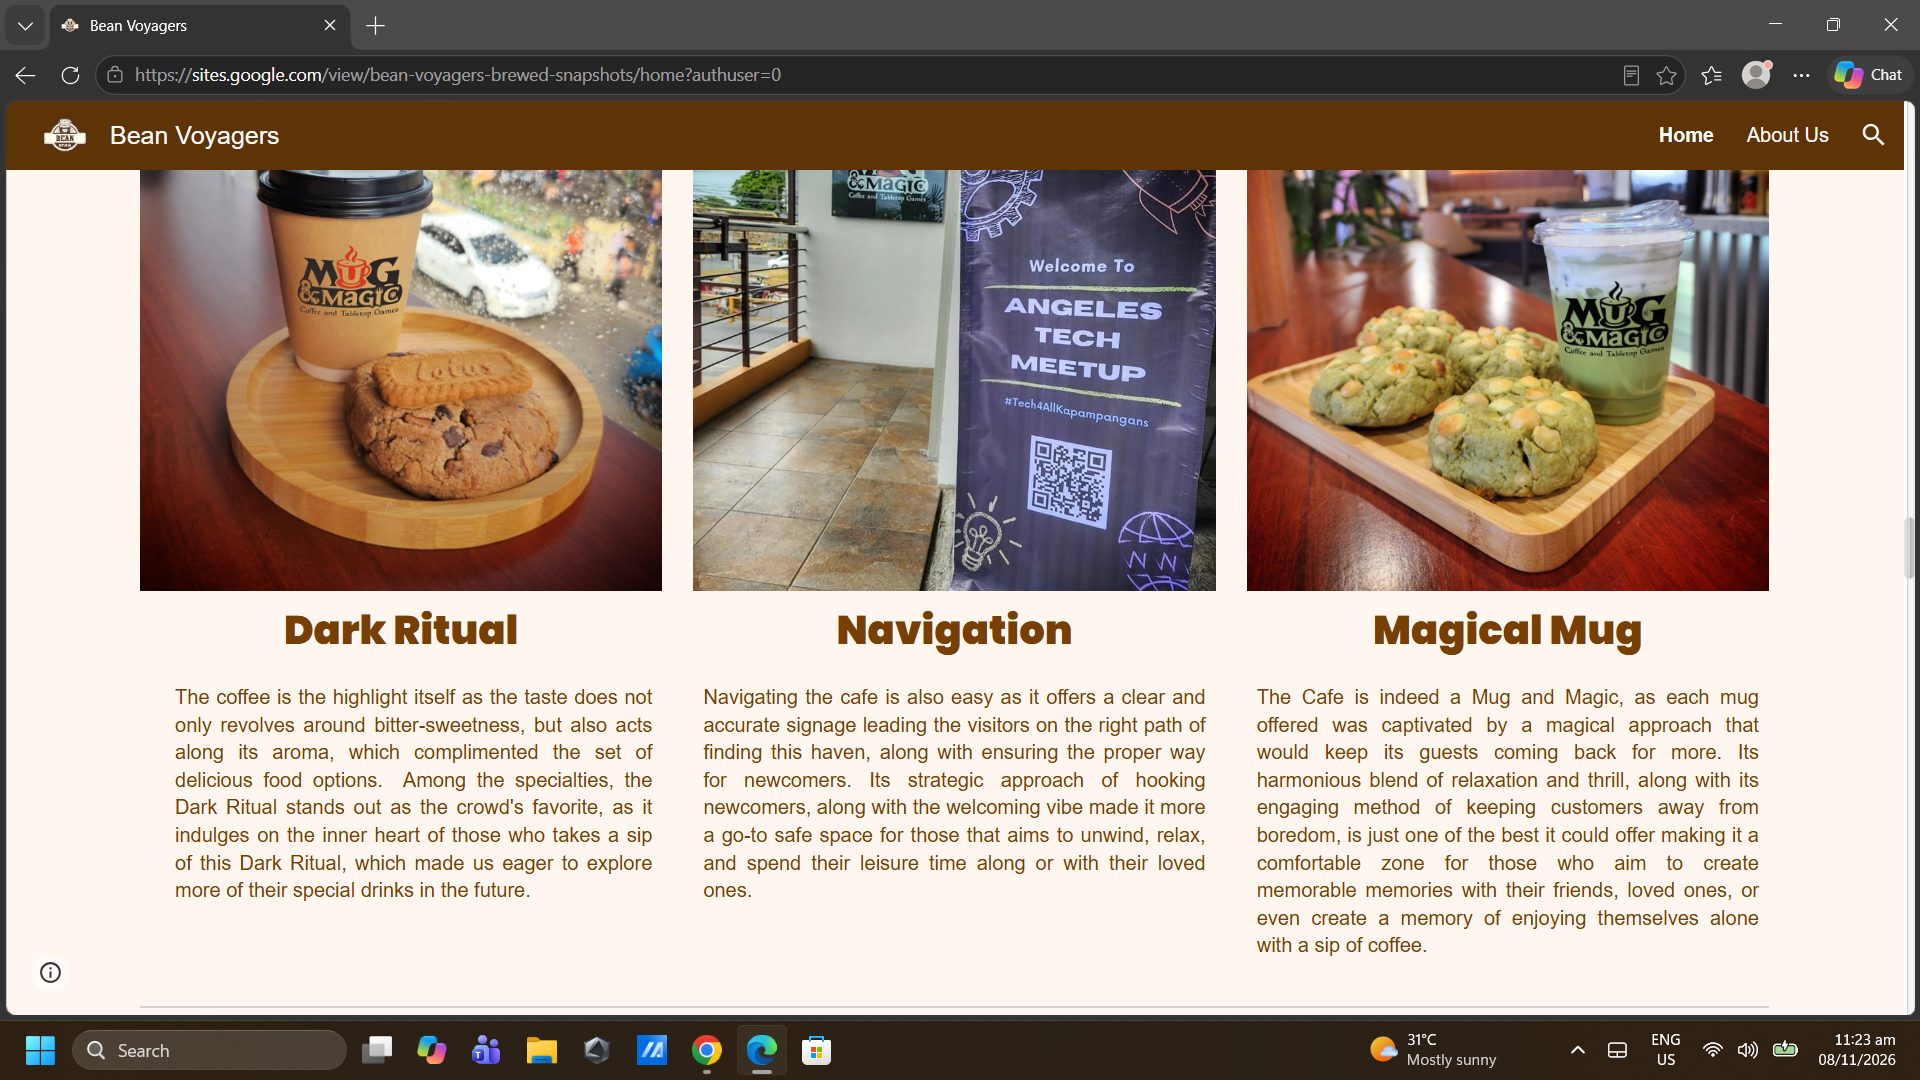 Bean Voyagers
https://sites.google.com/view/bean-voyagers-brewed-snapshots/home?authuser=0
Chat
BEAN
Bean Voyagers
Home
About Us
MUG
& MAGIC
Coffee and Tabletop Games
Lotus
& MAGIC
Coffee and Tabletop Games
Welcome To
ANGELES
TECH
MEETUP
#Tech4AllKapampangans
MUG
& MAGIC
Coffee and Tabletop Games
Dark Ritual
The coffee is the highlight itself as the taste does not
only revolves around bitter-sweetness, but also acts
along its aroma, which complimented the set of
delicious food options. Among the specialties, the
Dark Ritual stands out as the crowd's favorite, as it
indulges on the inner heart of those who takes a sip
of this Dark Ritual, which made us eager to explore
more of their special drinks in the future.
Navigation
Navigating the cafe is also easy as it offers a clear and
accurate signage leading the visitors on the right path of
finding this haven, along with ensuring the proper way
for newcomers. Its strategic approach of hooking
newcomers, along with the welcoming vibe made it more
a go-to safe space for those that aims to unwind, relax,
and spend their leisure time along or with their loved
ones.
Magical Mug
The Cafe is indeed a Mug and Magic, as each mug
offered was captivated by a magical approach that
would keep its guests coming back for more. Its
harmonious blend of relaxation and thrill, along with its
engaging method of keeping customers away from
boredom, is just one of the best it could offer making it a
comfortable zone for those who aim to create
memorable memories with their friends, loved ones, or
even create a memory of enjoying themselves alone
with a sip of coffee.
Search
31°C
Mostly sunny
ENG
US
11:23 am
08/11/2026